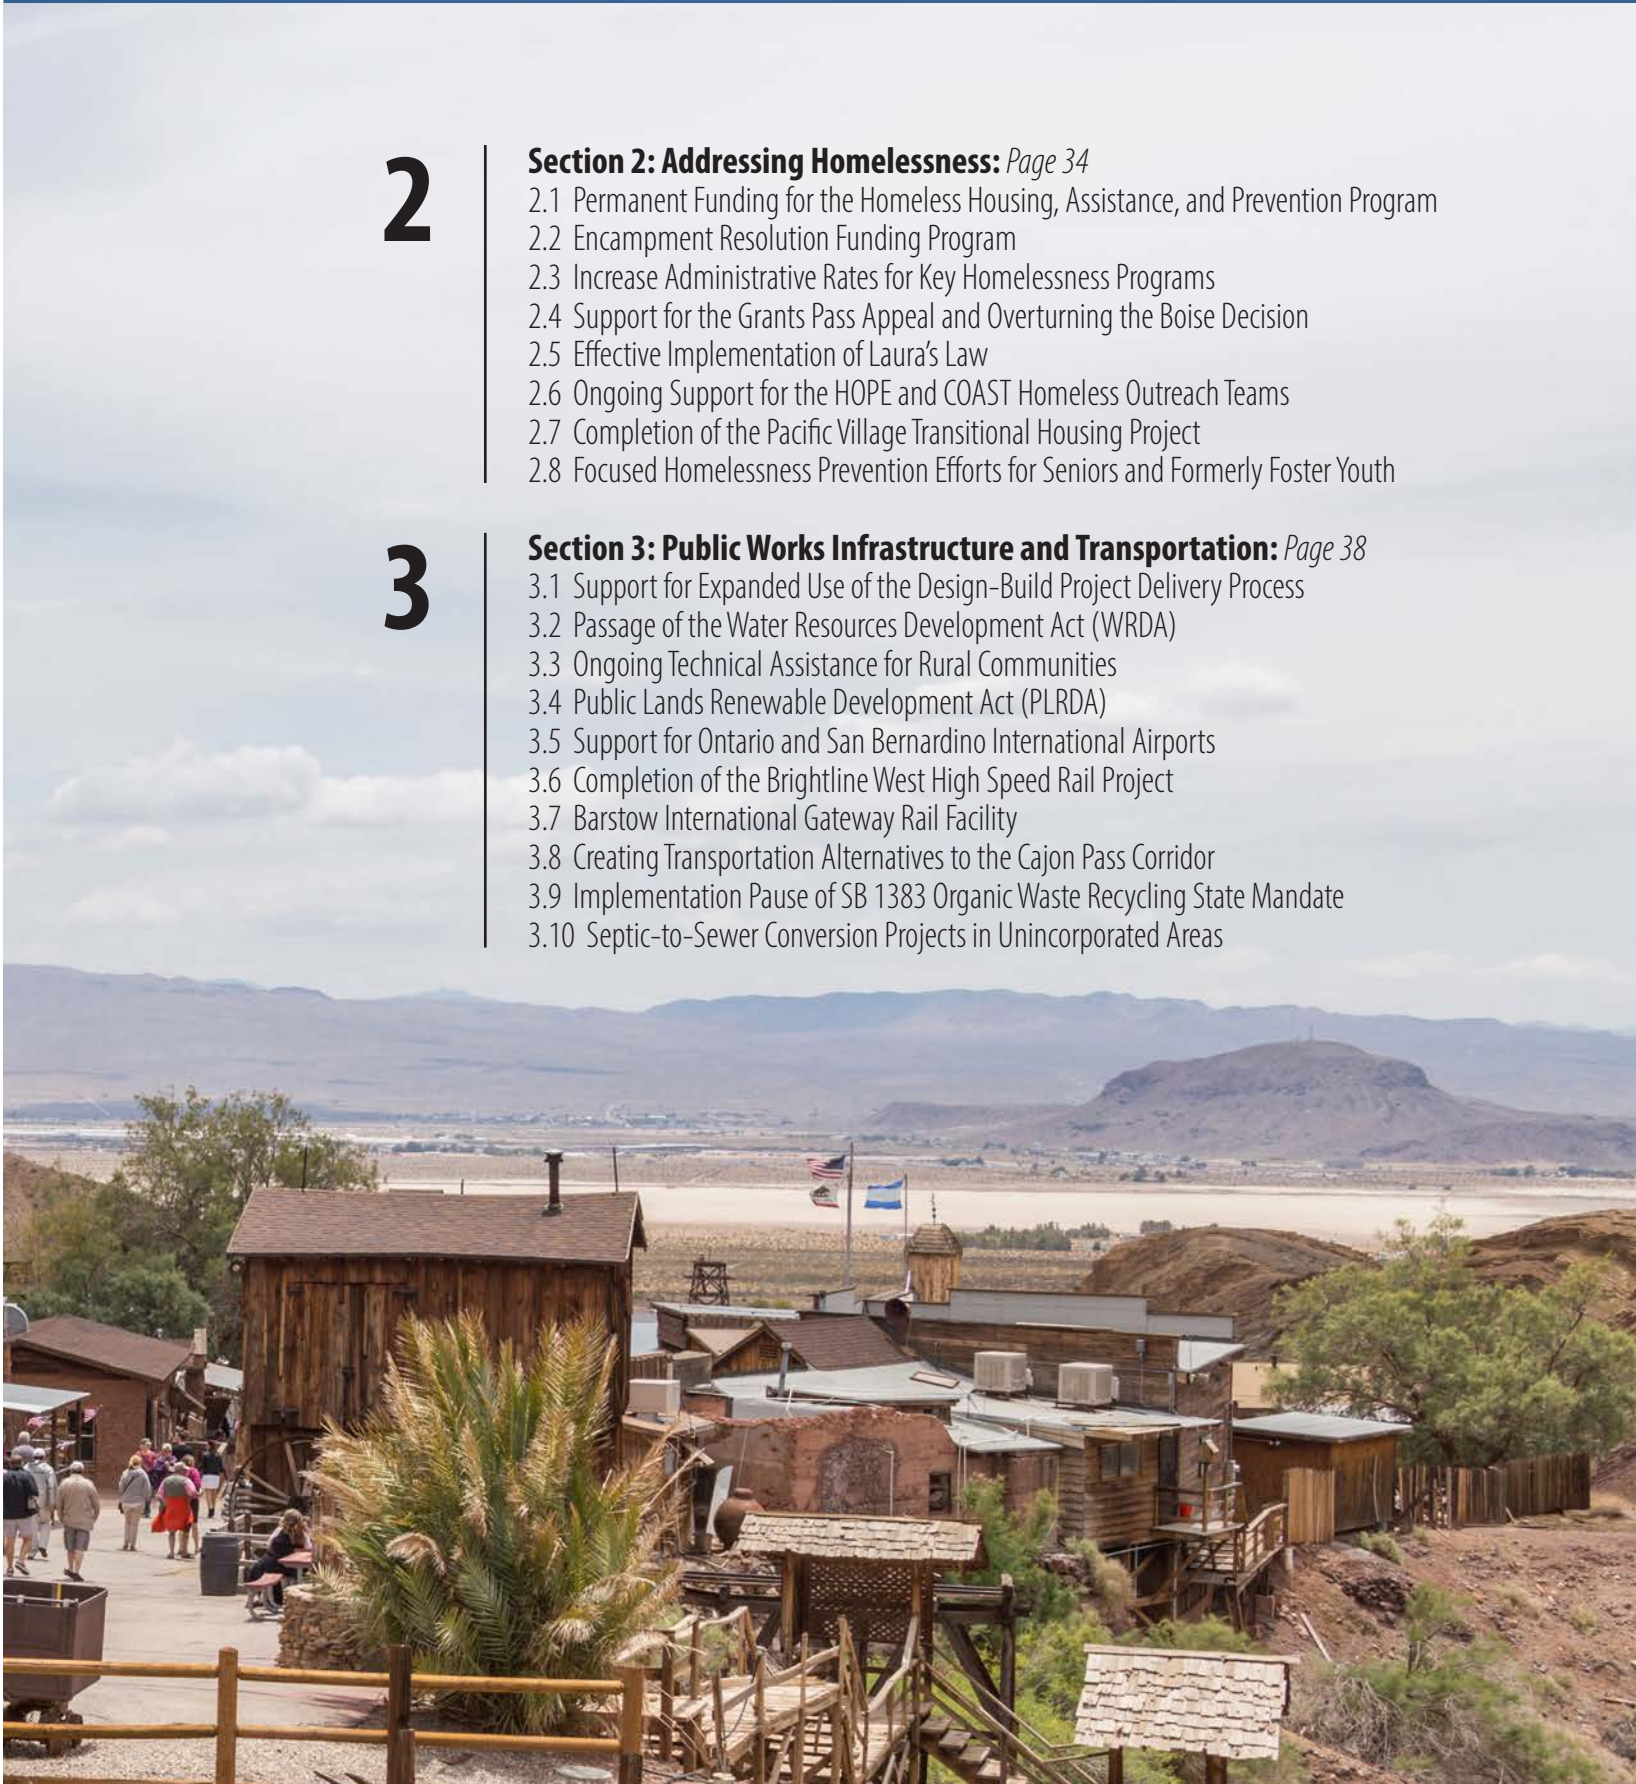 2
Section 2: Addressing Homelessness: Page 34
2.1 Permanent Funding for the Homeless Housing, Assistance, and Prevention Program
2.2 Encampment Resolution Funding Program
2.3 Increase Administrative Rates for Key Homelessness Programs
2.4 Support for the Grants Pass Appeal and Overturning the Boise Decision
2.5 Effective Implementation of Laura’s Law
2.6 Ongoing Support for the HOPE and COAST Homeless Outreach Teams
2.7 Completion of the Pacific Village Transitional Housing Project
2.8 Focused Homelessness Prevention Efforts for Seniors and Formerly Foster Youth
3
Section 3: Public Works Infrastructure and Transportation: Page 38
3.1 Support for Expanded Use of the Design-Build Project Delivery Process
3.2 Passage of the Water Resources Development Act (WRDA)
3.3 Ongoing Technical Assistance for Rural Communities
3.4 Public Lands Renewable Development Act (PLRDA)
3.5 Support for Ontario and San Bernardino International Airports
3.6 Completion of the Brightline West High Speed Rail Project
3.7 Barstow International Gateway Rail Facility
3.8 Creating Transportation Alternatives to the Cajon Pass Corridor
3.9 Implementation Pause of SB 1383 Organic Waste Recycling State Mandate
3.10 Septic-to-Sewer Conversion Projects in Unincorporated Areas